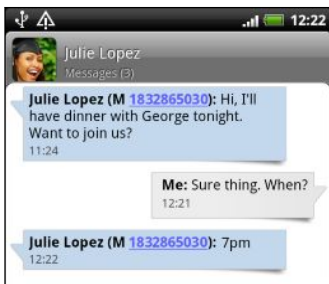 12:22
Julie Lopez
Messages (3)
Julie Lopez (M 1832865030): Hi, I'll
have dinner with George tonight.
Want to join us?
11:24
Me: Sure thing. When?
12:21
Julie Lopez (M 1832865030): 7pm
12:22